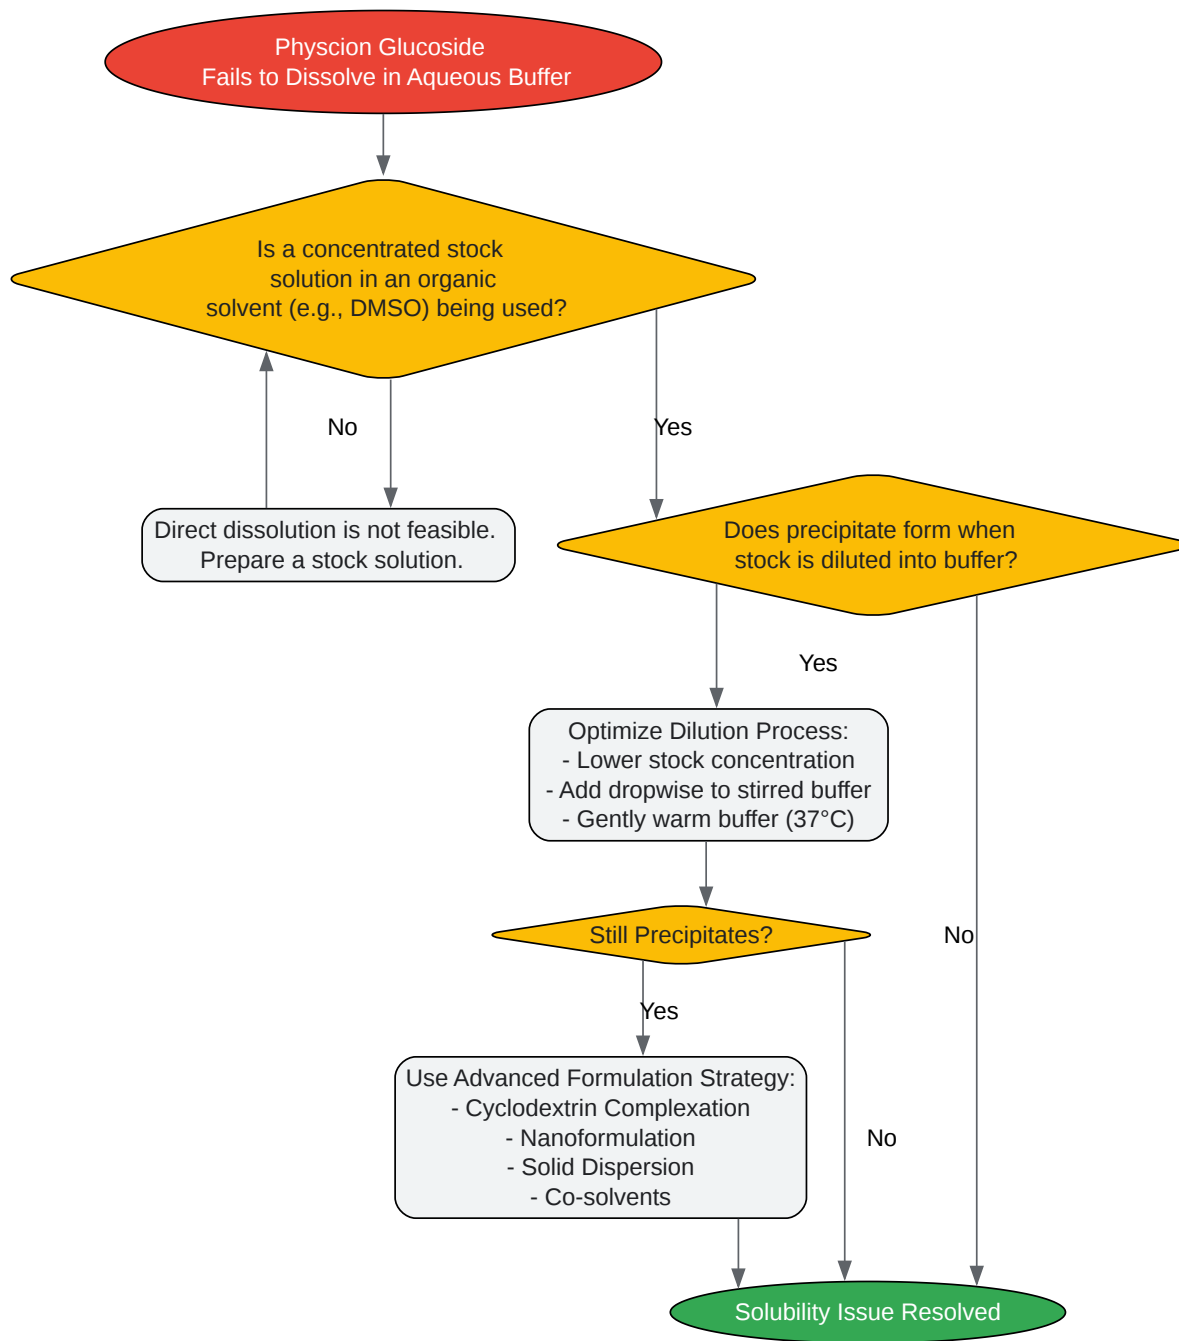 Physcion Glucoside
Fails to Dissolve in Aqueous Buffer
Is a concentrated stock
solution in an organic
solvent (e.g., DMSO) being used?
No
Yes
Direct dissolution is not feasible.
Prepare a stock solution.
Does precipitate form when
stock is diluted into buffer?
Yes
Optimize Dilution Process:
- Lower stock concentration
- Add dropwise to stirred buffer
- Gently warm buffer (37°C)
Still Precipitates?
No
Yes
Use Advanced Formulation Strategy:
- Cyclodextrin Complexation
- Nanoformulation
- Solid Dispersion
- Co-solvents
No
Solubility Issue Resolved